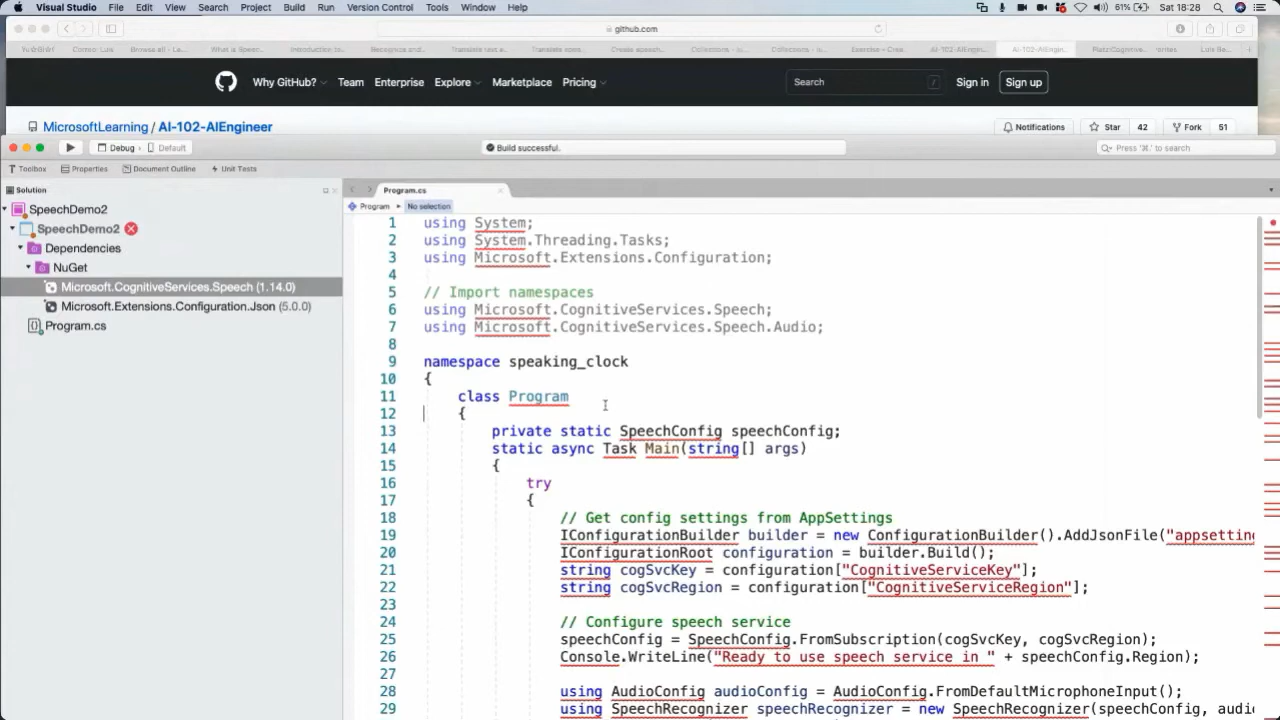 Visual Studio File Edit View Search Project Build Run Version Control Tools Window Help 61% Sat 18:28
github.com
Why GitHub? Team Enterprise Explore Marketplace Pricing Search / Sign in Sign up
MicrosoftLearning / AI-102-AIEngineer Notifications Star 42 Fork 51
Debug Default Build successful. Press '⌘.' to search
Toolbox Properties Document Outline Unit Tests
Solution Program.cs
SpeechDemo2 Program No selection
SpeechDemo2
Dependencies
NuGet
Microsoft.CognitiveServices.Speech (1.14.0)
Microsoft.Extensions.Configuration.Json (5.0.0)
Program.cs
1 using System;
2 using System.Threading.Tasks;
3 using Microsoft.Extensions.Configuration;
4
5 // Import namespaces
6 using Microsoft.CognitiveServices.Speech;
7 using Microsoft.CognitiveServices.Speech.Audio;
8
9 namespace speaking_clock
10 {
11 class Program
12 {
13 private static SpeechConfig speechConfig;
14 static async Task Main(string[] args)
15 {
16 try
17 {
18 // Get config settings from AppSettings
19 IConfigurationBuilder builder = new ConfigurationBuilder().AddJsonFile("appsetting
20 IConfigurationRoot configuration = builder.Build();
21 string cogSvcKey = configuration["CognitiveServiceKey"];
22 string cogSvcRegion = configuration["CognitiveServiceRegion"];
23
24 // Configure speech service
25 speechConfig = SpeechConfig.FromSubscription(cogSvcKey, cogSvcRegion);
26 Console.WriteLine("Ready to use speech service in " + speechConfig.Region);
27
28 using AudioConfig audioConfig = AudioConfig.FromDefaultMicrophoneInput();
29 using SpeechRecognizer speechRecognizer = new SpeechRecognizer(speechConfig, audio